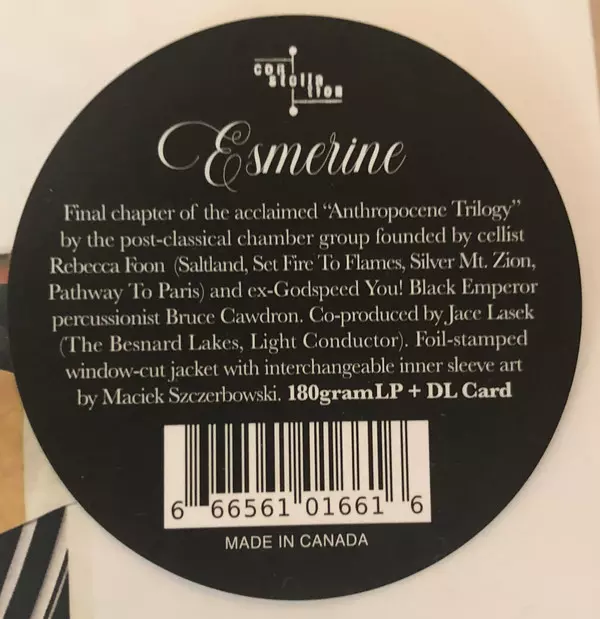 con
stella
tion
Esmerine
Final chapter of the acclaimed “Anthropocene Trilogy”
by the post-classical chamber group founded by cellist
Rebecca Foon (Saltland, Set Fire To Flames, Silver Mt. Zion,
Pathway To Paris) and ex-Godspeed You! Black Emperor
percussionist Bruce Cawdron. Co-produced by Jace Lasek
(The Besnard Lakes, Light Conductor). Foil-stamped
window-cut jacket with interchangeable inner sleeve art
by Maciek Szczerbowski. 180gramLP + DL Card
6 66561 01661 6
MADE IN CANADA